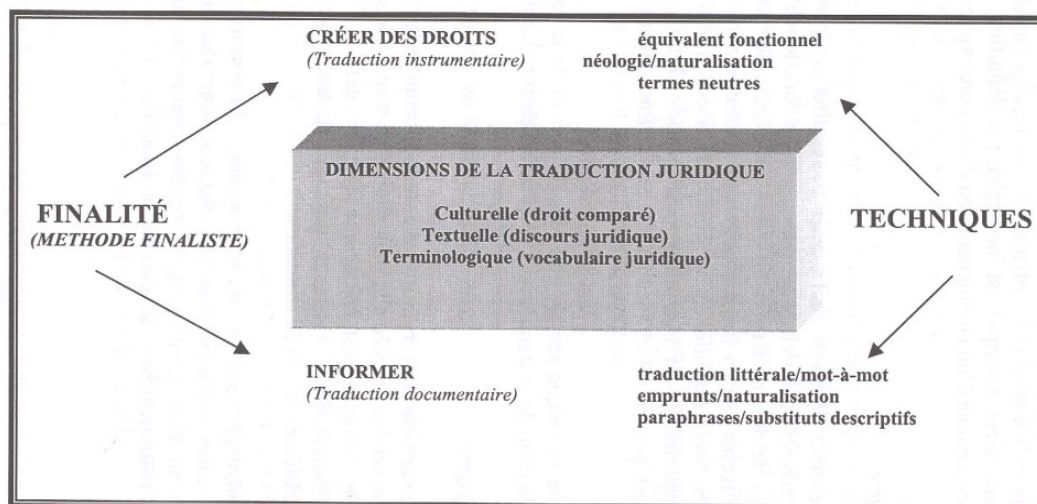 CRÉER DES DROITS
(Traduction instrumentaire)
équivalent fonctionnel
néologie/naturalisation
termes neutres
DIMENSIONS DE LA TRADUCTION JURIDIQUE
Culturelle (droit comparé)
Textuelle (discours juridique)
Terminologique (vocabulaire juridique)
FINALITÉ
(METHODE FINALISTE)
TECHNIQUES
INFORMER
(Traduction documentaire)
traduction littérale/mot-à-mot
emprunts/naturalisation
paraphrases/substituts descriptifs